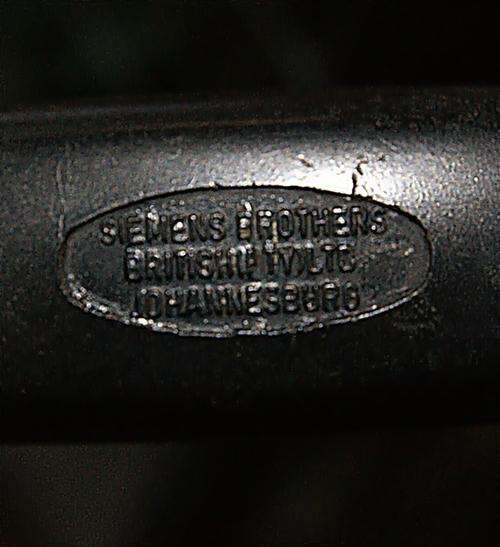 SIEMENS BROTHERS
BRITISH (PTY) LTD
JOHANNESBURG